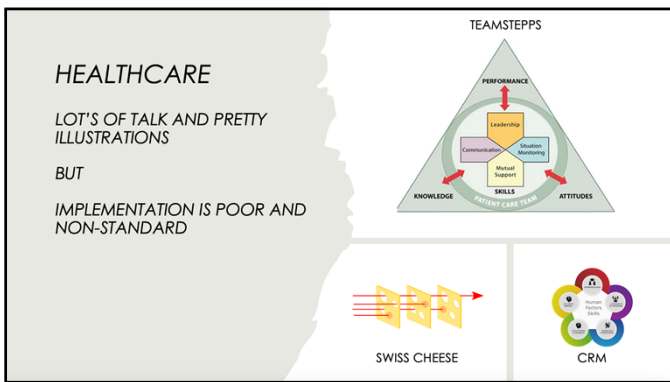 HEALTHCARE
LOT'S OF TALK AND PRETTY
ILLUSTRATIONS
BUT
IMPLEMENTATION IS POOR AND
NON-STANDARD
TEAMSTEPPS
PERFORMANCE
Leadership
Communication
Situation
Monitoring
Mutual
Support
SKILLS
KNOWLEDGE
ATTITUDES
PATIENT CARE TEAM
SWISS CHEESE
Human
Factors
Skills
CRM